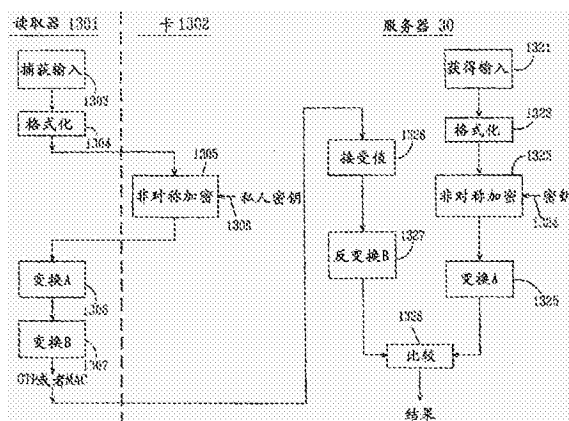 读取器 1301
卡 1302
服务器 30
捕获输入
1303
格式化
1304
1305
非对称加密
私人密钥
1308
变换A
1306
变换B
1307
OTP或者MAC
1326
接受值
1327
反变换B
1328
比较
结果
1321
获得输入
1322
格式化
1323
非对称加密
密钥
1324
变换A
1325